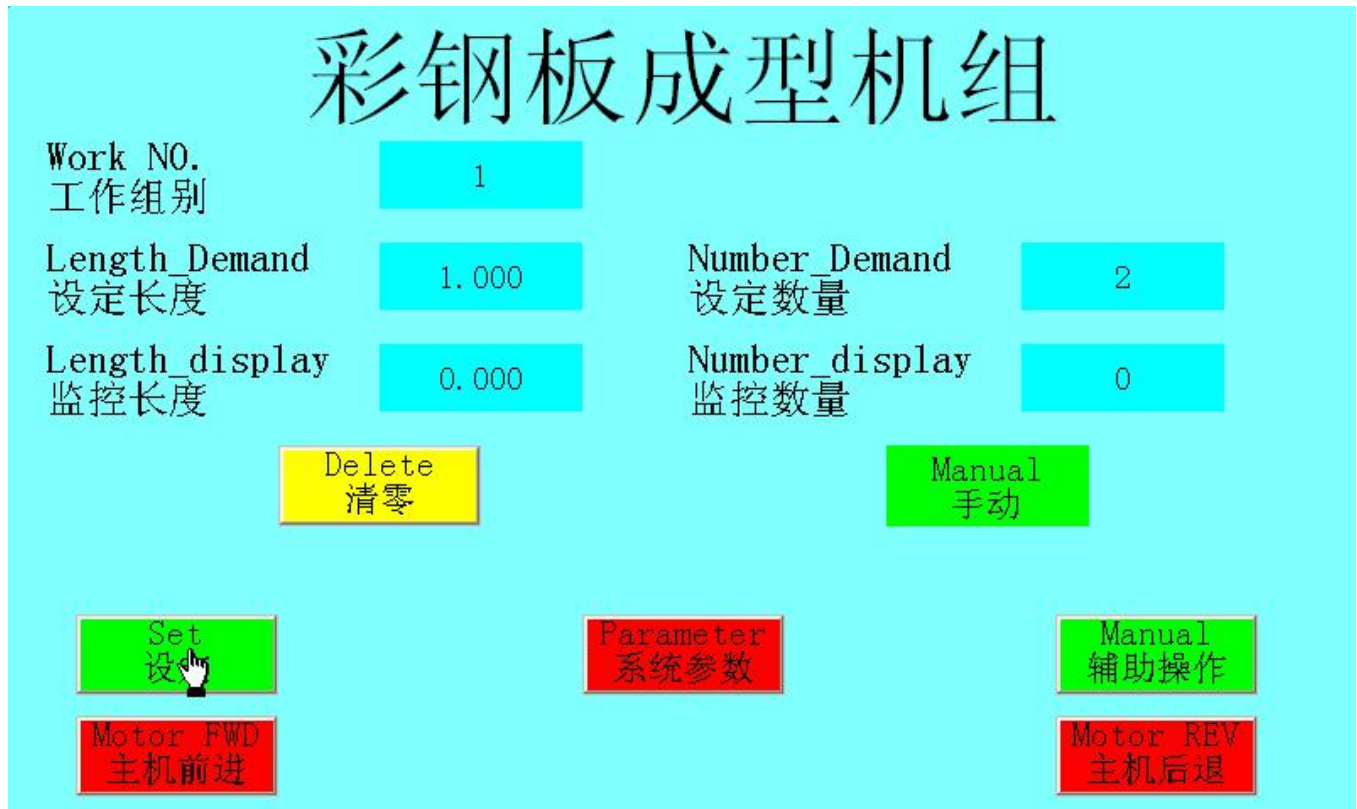 彩钢板成型机组
Work NO.
工作组别
1
Length_Demand
设定长度
1.000
Number_Demand
设定数量
2
Length_display
监控长度
0.000
Number_display
监控数量
0
Delete
清零
Manual
手动
Set
设
Parameter
系统参数
Manual
辅助操作
Motor FWD
主机前进
Motor REV
主机后退